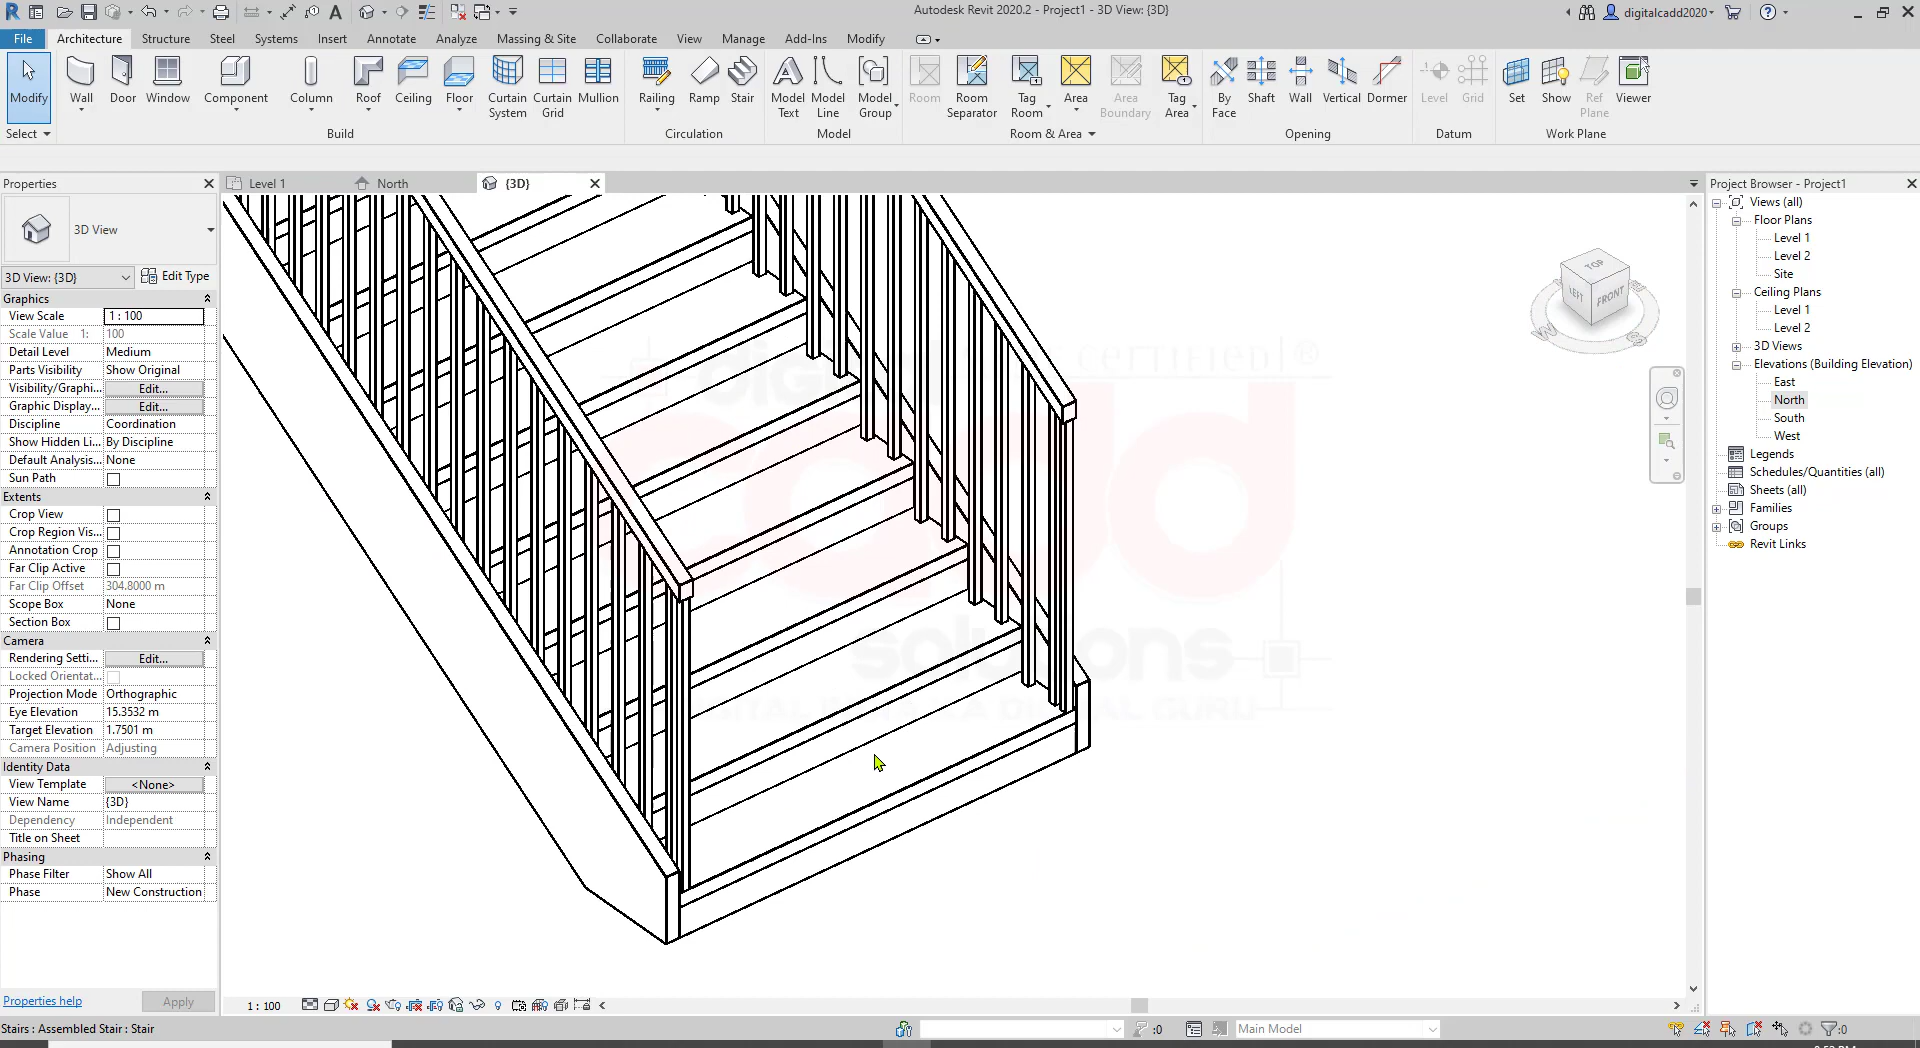 Autodesk Revit 2020.2 - Project1 - 3D View: {3D}
digitalcadd2020
File Architecture Structure Steel Systems Insert Annotate Analyze Massing & Site Collaborate View Manage Add-Ins Modify
Modify Wall Door Window Component Column Roof Ceiling Floor Curtain System Curtain Grid Mullion Railing Ramp Stair Model Text Model Line Model Group Room Room Separator Tag Room Area Area Boundary Tag Area By Face Shaft Wall Vertical Dormer Level Grid Set Show Ref Plane Viewer
Select Build Circulation Model Room & Area Opening Datum Work Plane
Properties
Level 1 North {3D}
Project Browser - Project1
3D View
3D View: {3D} Edit Type
Graphics
View Scale 1 : 100
Scale Value 1: 100
Detail Level Medium
Parts Visibility Show Original
Visibility/Graphi... Edit...
Graphic Display... Edit...
Discipline Coordination
Show Hidden Li... By Discipline
Default Analysis... None
Sun Path
Extents
Crop View
Crop Region Vis...
Annotation Crop
Far Clip Active
Far Clip Offset 304.8000 m
Scope Box None
Section Box
Camera
Rendering Setti... Edit...
Locked Orientat...
Projection Mode Orthographic
Eye Elevation 15.3532 m
Target Elevation 1.7501 m
Camera Position Adjusting
Identity Data
View Template <None>
View Name {3D}
Dependency Independent
Title on Sheet
Phasing
Phase Filter Show All
Phase New Construction
Properties help Apply
TOP
LEFT FRONT
W S
CERTIFIED ®
cadd
solutions
DIGITAL GURU
Views (all)
Floor Plans
Level 1
Level 2
Site
Ceiling Plans
Level 1
Level 2
3D Views
Elevations (Building Elevation)
East
North
South
West
Legends
Schedules/Quantities (all)
Sheets (all)
Families
Groups
Revit Links
1 : 100
Stairs : Assembled Stair : Stair
:0
Main Model
:0